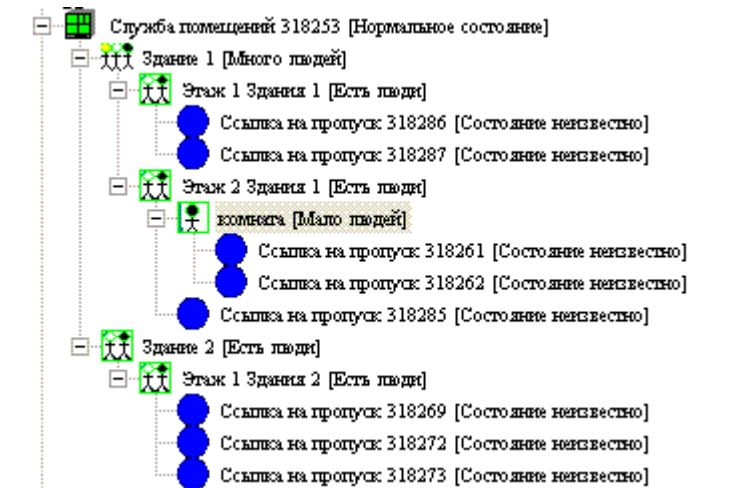 Служба помещений 318253 [Нормальное состояние]
Здание 1 [Много людей]
Этаж 1 Здания 1 [Есть люди]
Ссылка на пропуск 318286 [Состояние неизвестно]
Ссылка на пропуск 318287 [Состояние неизвестно]
Этаж 2 Здания 1 [Есть люди]
комната [Мало людей]
Ссылка на пропуск 318261 [Состояние неизвестно]
Ссылка на пропуск 318262 [Состояние неизвестно]
Ссылка на пропуск 318285 [Состояние неизвестно]
Здание 2 [Есть люди]
Этаж 1 Здания 2 [Есть люди]
Ссылка на пропуск 318269 [Состояние неизвестно]
Ссылка на пропуск 318272 [Состояние неизвестно]
Ссылка на пропуск 318273 [Состояние неизвестно]